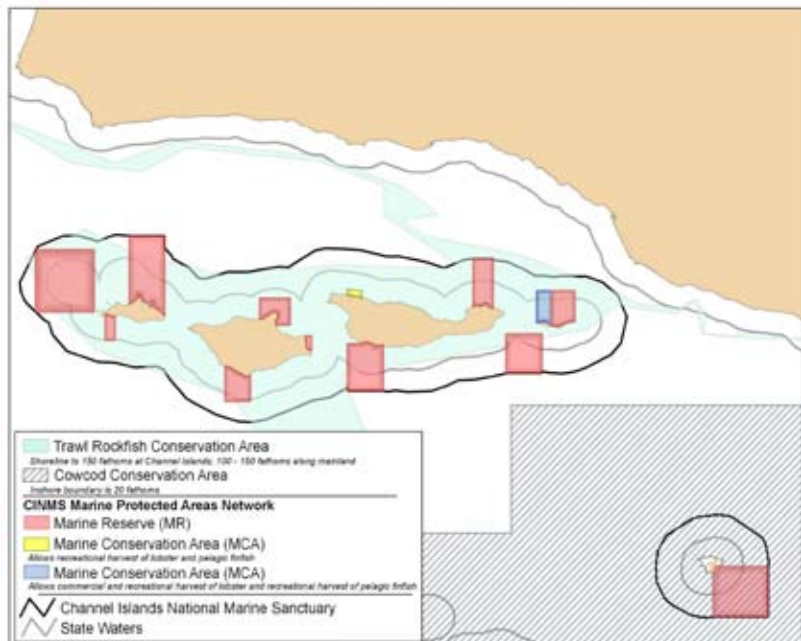 Trawl Rockfish Conservation Area
Shoreline to 150 fathoms at Channel Islands; 100 - 150 fathoms along mainland
Cowcod Conservation Area
Inshore boundary is 20 fathoms
CINMS Marine Protected Areas Network
Marine Reserve (MR)
Marine Conservation Area (MCA)
Allows recreational harvest of lobster and pelagic finfish
Marine Conservation Area (MCA)
Allows commercial and recreational harvest of lobster and recreational harvest of pelagic finfish
Channel Islands National Marine Sanctuary
State Waters